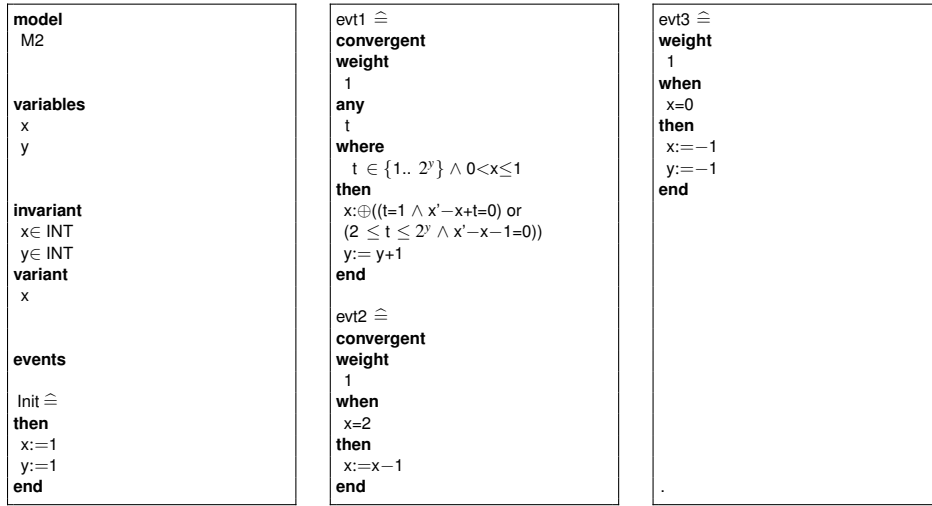 model
M2
variables
x
y
invariant
x∈ INT
y∈ INT
variant
x
events
Init ≙
then
x:=1
y:=1
end
evt1 ≙
convergent
weight
1
any
t
where
t ∈ {1.. 2^y} ∧ 0<x≤1
then
x:⊕((t=1 ∧ x'−x+t=0) or
(2 ≤ t ≤ 2^y ∧ x'−x−1=0))
y:= y+1
end
evt2 ≙
convergent
weight
1
when
x=2
then
x:=x−1
end
evt3 ≙
weight
1
when
x=0
then
x:=−1
y:=−1
end
.